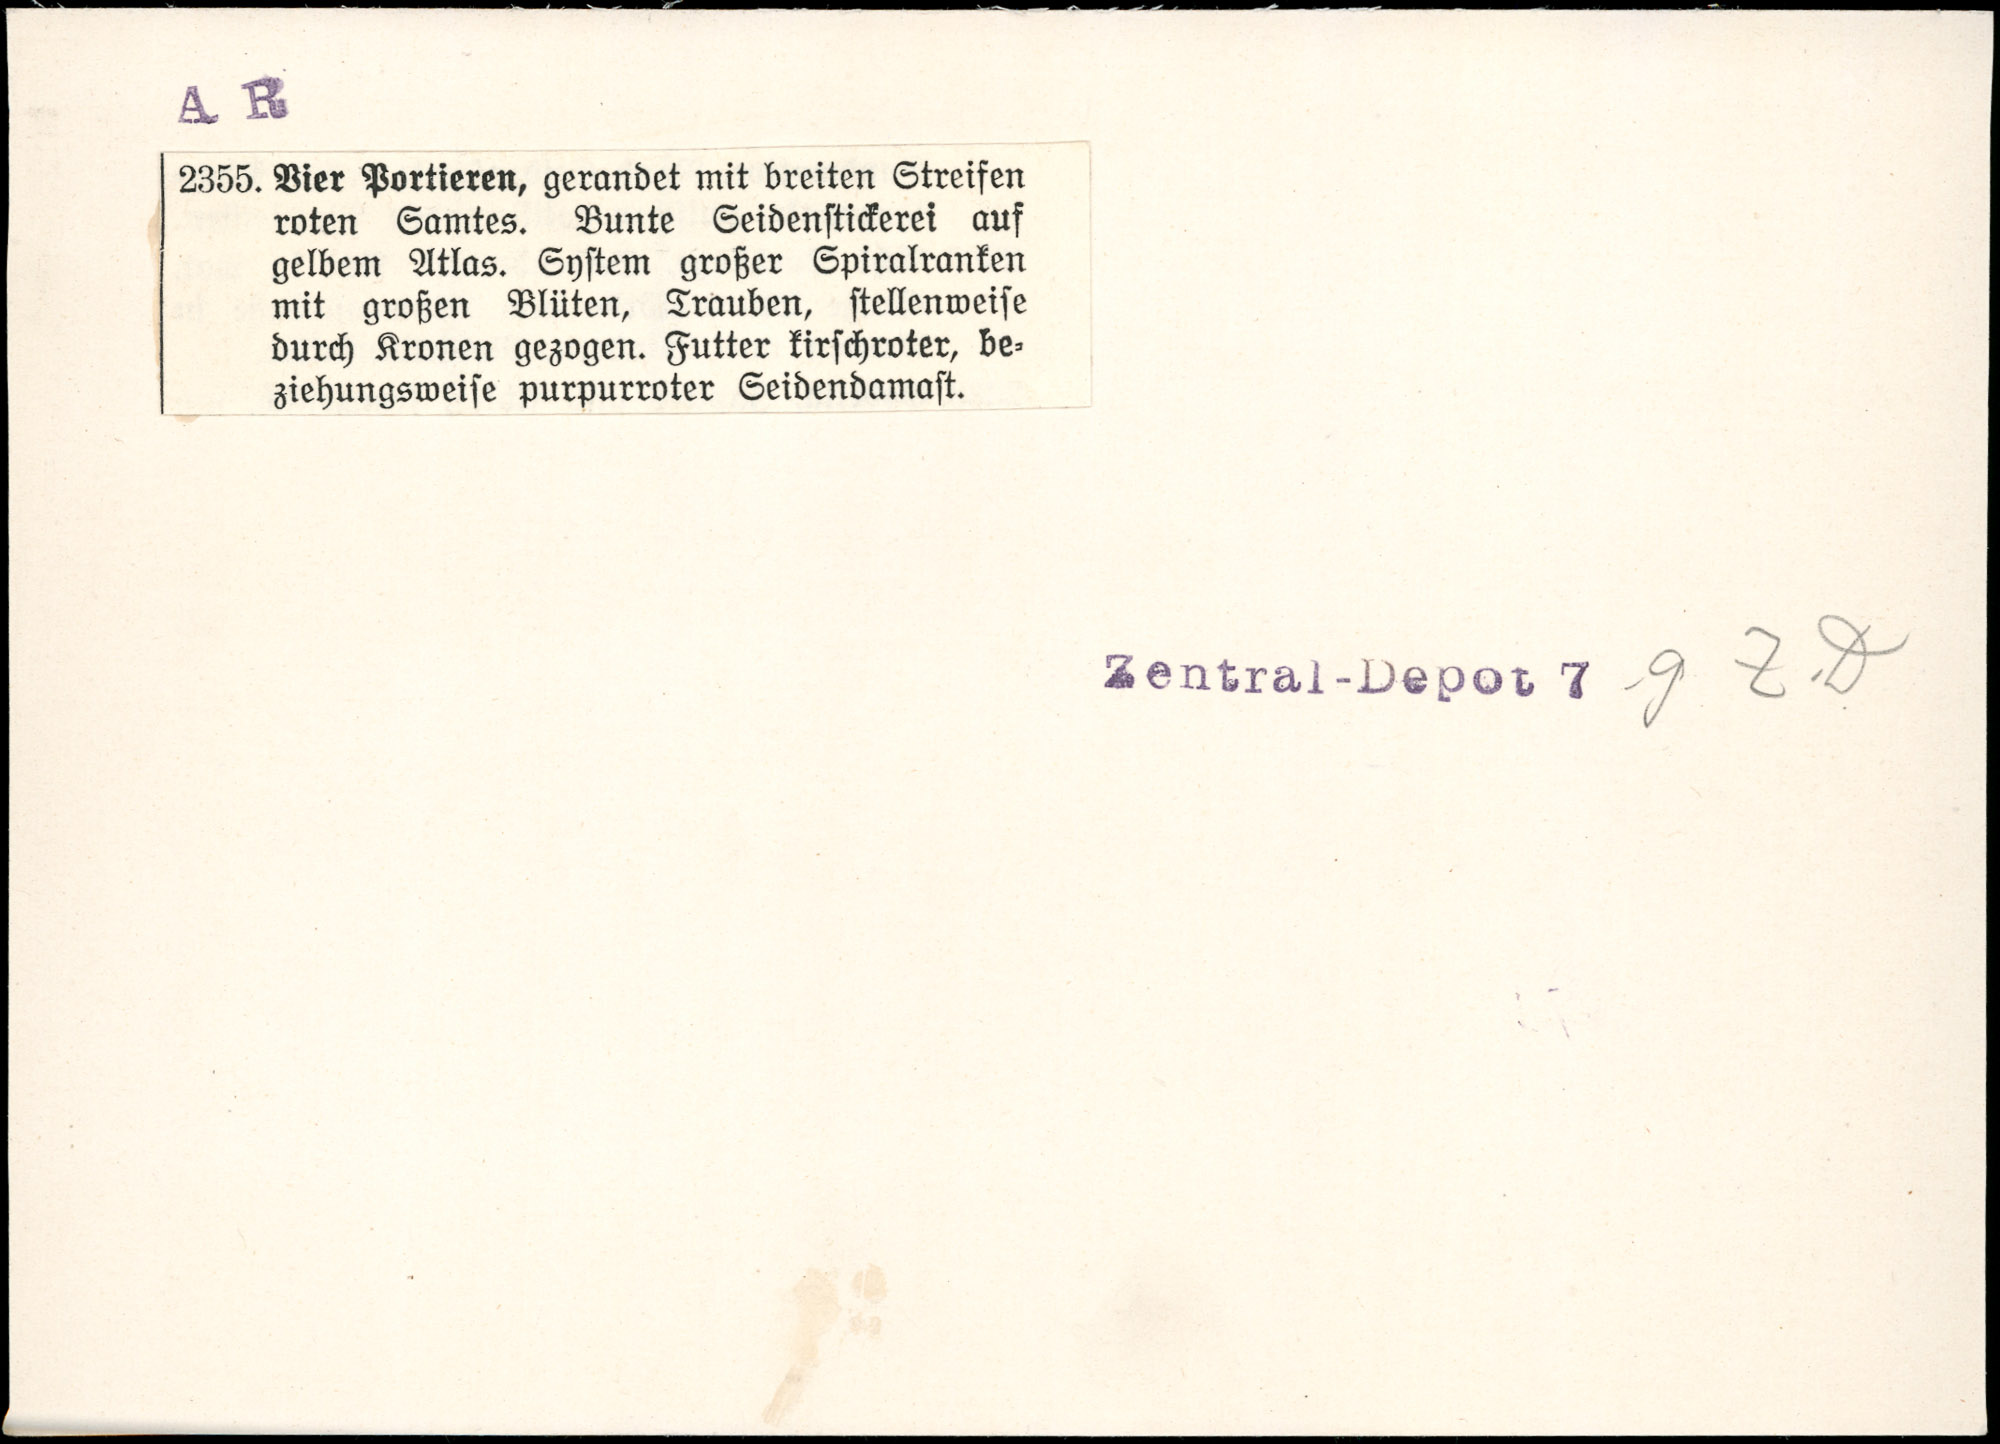 A R
2355. Vier Portieren, gerandet mit breiten Streifen
roten Samtes. Bunte Seidenstickerei auf
gelbem Atlas. System großer Spiralranken
mit großen Blüten, Trauben, stellenweise
durch Kronen gezogen. Futter kirschroter, be-
ziehungsweise purpurroter Seidendamast.
Zentral-Depot 7 g Z.D